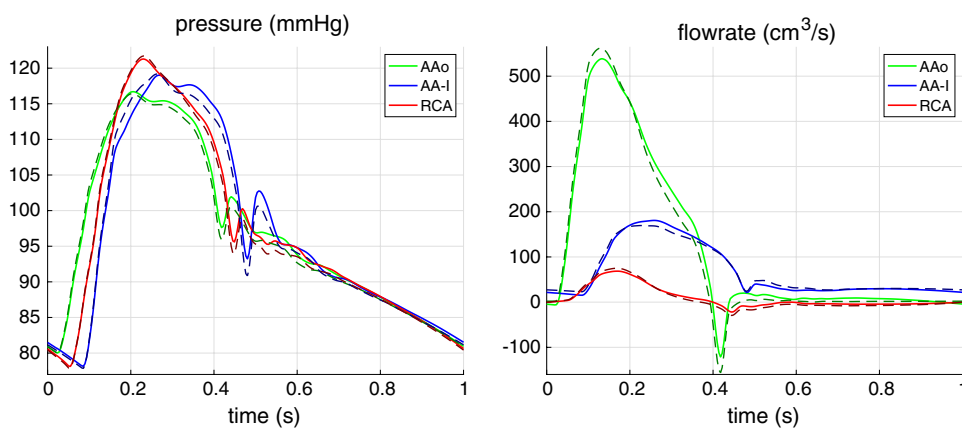 pressure (mmHg)
120
115
110
105
100
95
90
85
80
0
0.2
0.4
0.6
0.8
1
time (s)
AAo
AA-I
RCA
flowrate (cm³/s)
500
400
300
200
100
0
-100
0
0.2
0.4
0.6
0.8
1
time (s)
AAo
AA-I
RCA